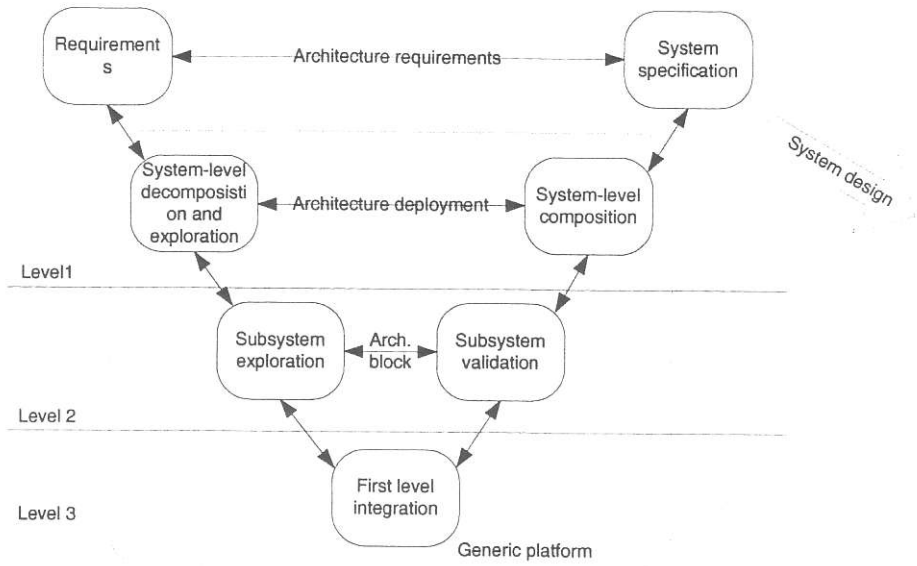 Requirement
s
Architecture requirements
System
specification
System design
System-level
decomposisti
on and
exploration
Architecture deployment
System-level
composition
Level1
Subsystem
exploration
Arch.
block
Subsystem
validation
Level 2
First level
integration
Level 3
Generic platform